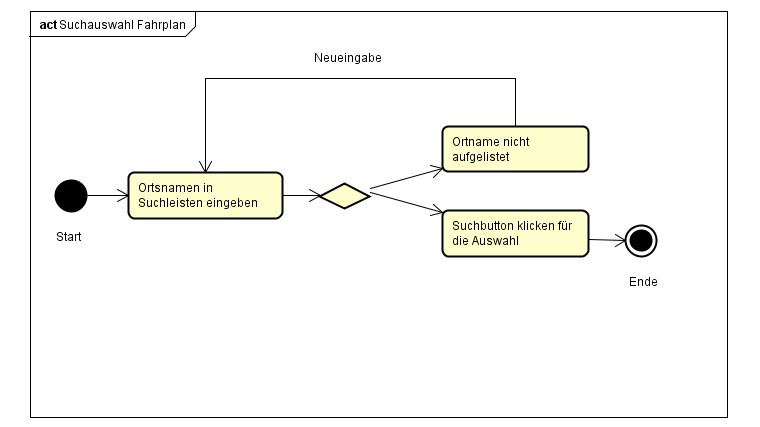 act Suchauswahl Fahrplan
Neueingabe
Ortsnamen in
Suchleisten eingeben
Ortname nicht
aufgelistet
Suchbutton klicken für
die Auswahl
Start
Ende